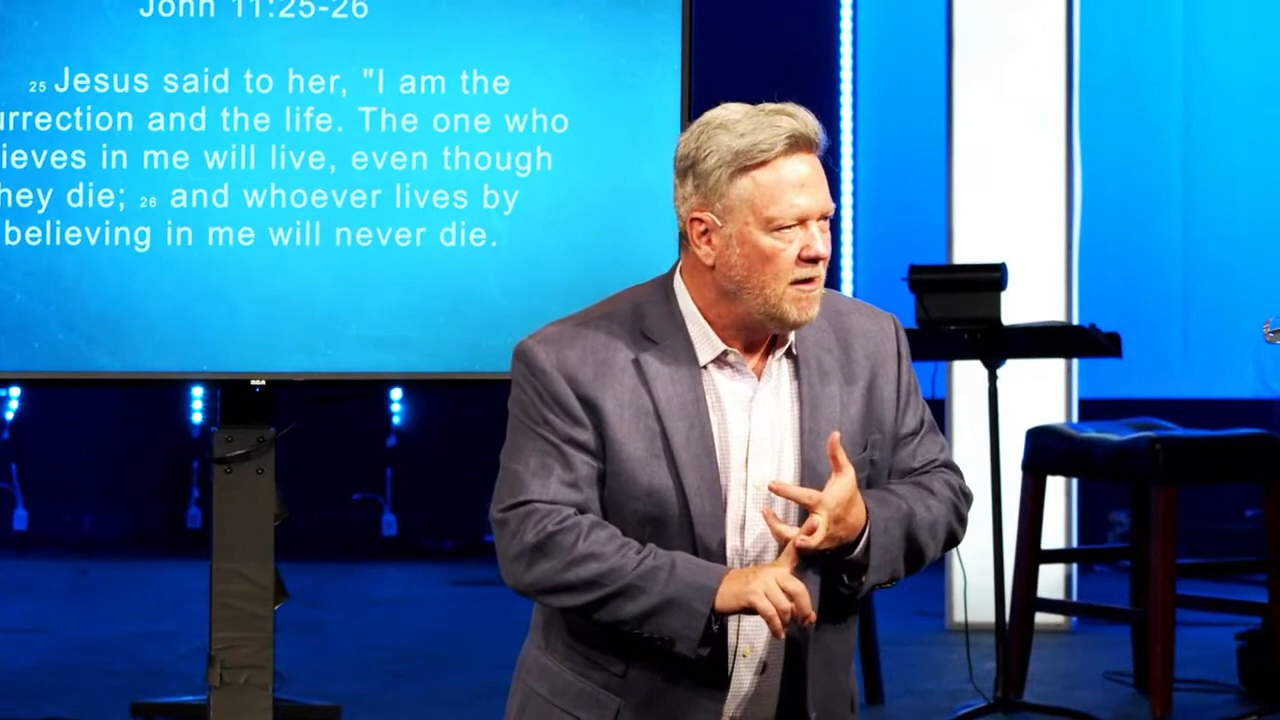 John 11:25-26
25 Jesus said to her, "I am the
urrection and the life. The one who
ieves in me will live, even though
hey die; 26 and whoever lives by
believing in me will never die.
RCA